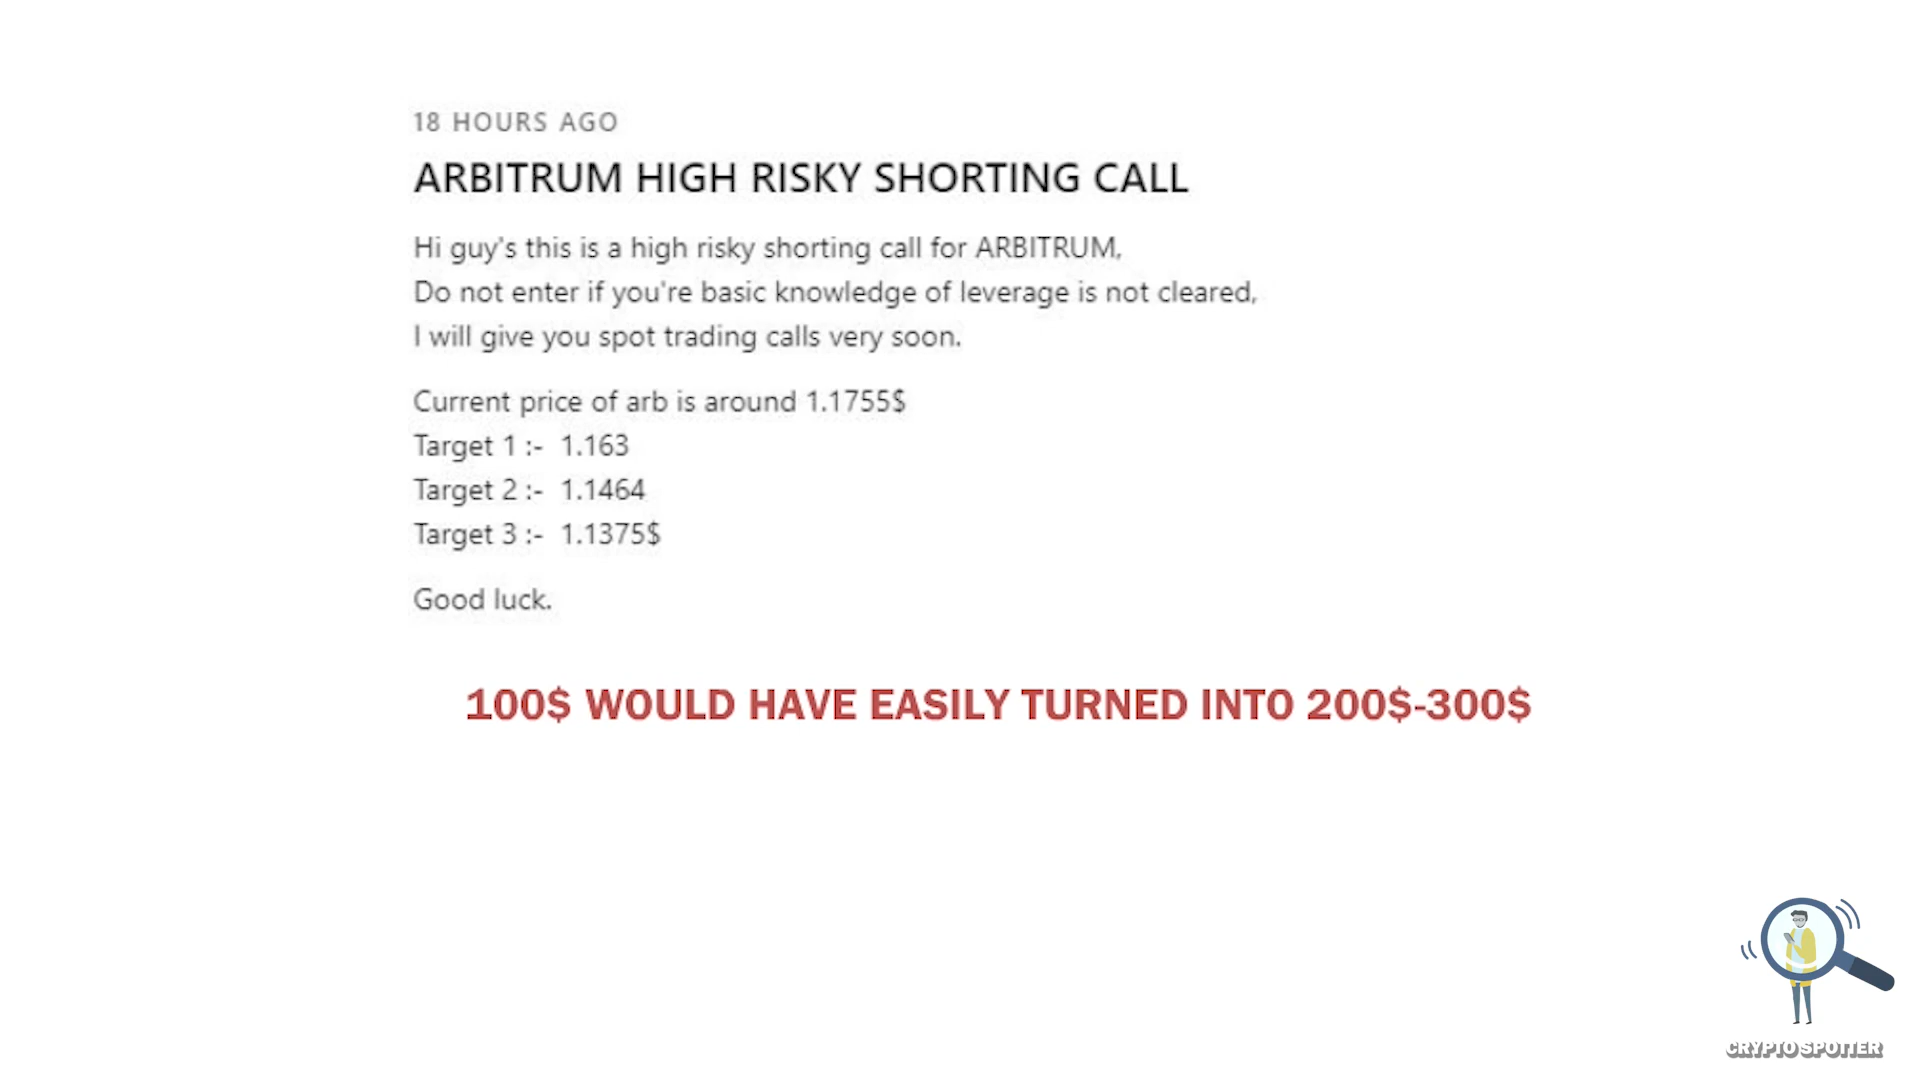 18 HOURS AGO
ARBITRUM HIGH RISKY SHORTING CALL
Hi guy's this is a high risky shorting call for ARBITRUM,
Do not enter if you're basic knowledge of leverage is not cleared,
I will give you spot trading calls very soon.
Current price of arb is around 1.1755$
Target 1 :- 1.163
Target 2 :- 1.1464
Target 3 :- 1.1375$
Good luck.
100$ WOULD HAVE EASILY TURNED INTO 200$-300$
CRYPTO SPOTTER